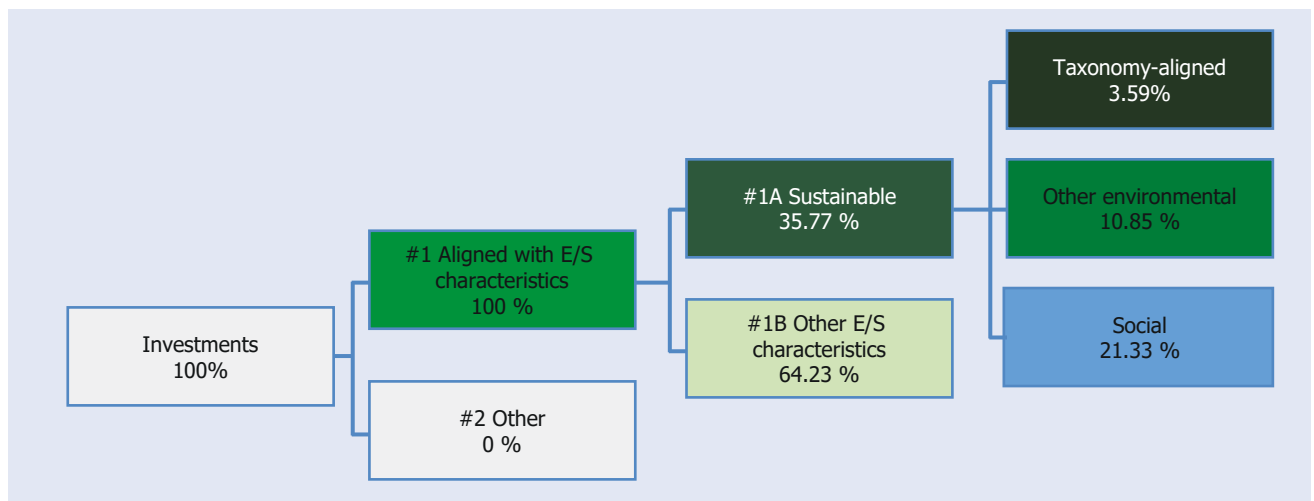 Investments
100%
#1 Aligned with E/S
characteristics
100 %
#2 Other
0 %
#1A Sustainable
35.77 %
#1B Other E/S
characteristics
64.23 %
Taxonomy-aligned
3.59%
Other environmental
10.85 %
Social
21.33 %